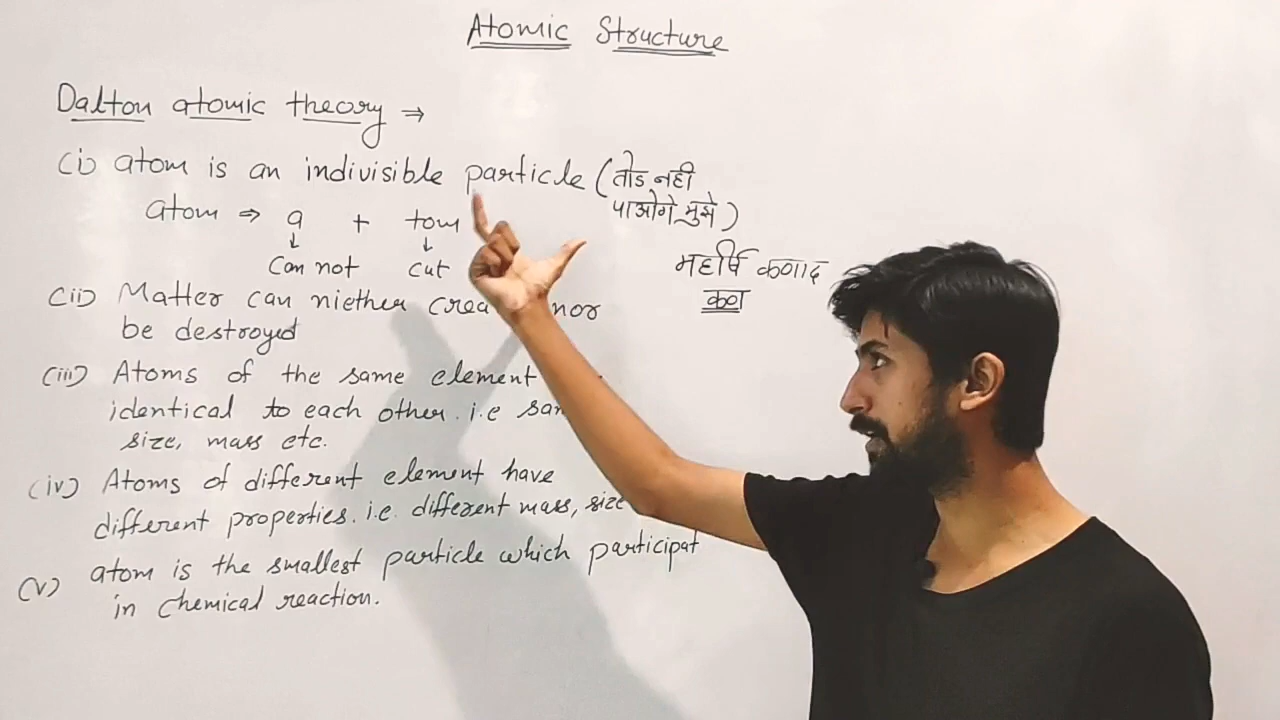 Atomic Structure
Dalton atomic theory ⇒
(i) atom is an indivisible particle (तोड नही
पाओगे मुझे)
atom ⇒ a + tom
↓ ↓
Can not cut
महर्षि कणाद
कण
(ii) Matter can niether crea nor
be destroyed
(iii) Atoms of the same element
identical to each other. i.e
size, mass etc.
(iv) Atoms of different element have
different properties. i.e. different mass, size
(v) atom is the smallest particle which participat
in chemical reaction.